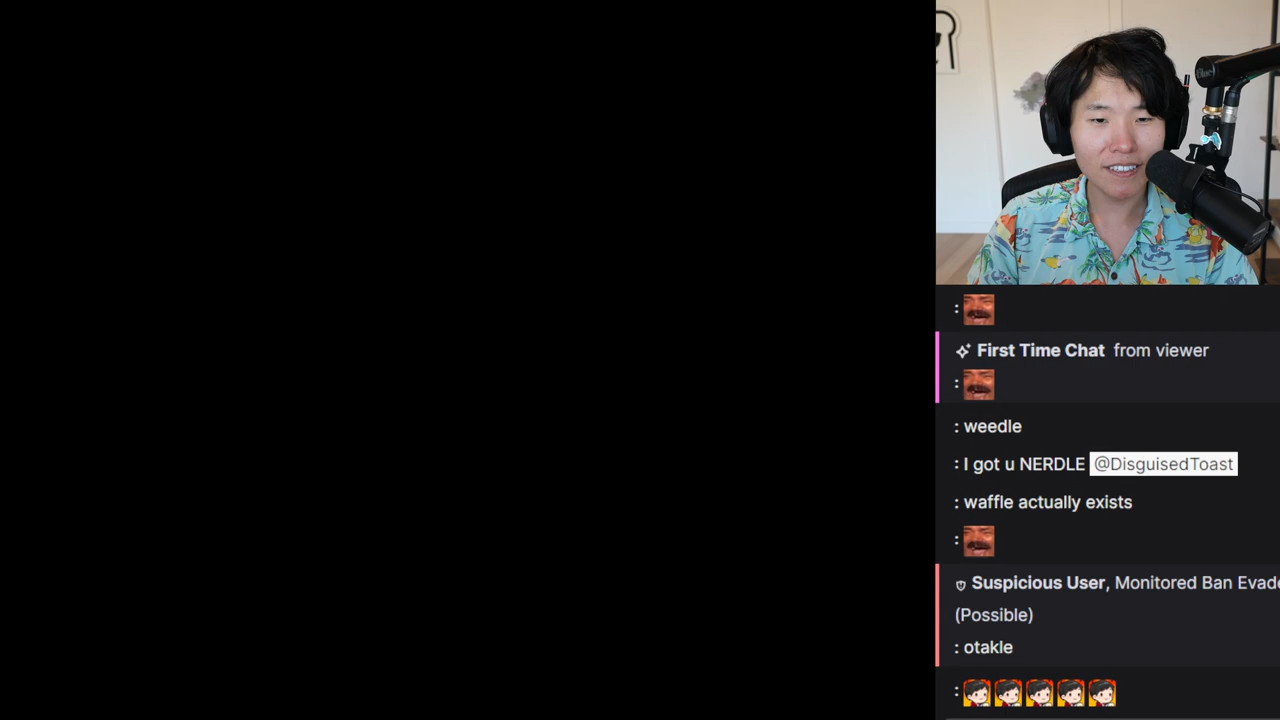 :
First Time Chat from viewer
:
: weedle
: I got u NERDLE @DisguisedToast
: waffle actually exists
:
Suspicious User, Monitored Ban Evade
(Possible)
: otakle
: